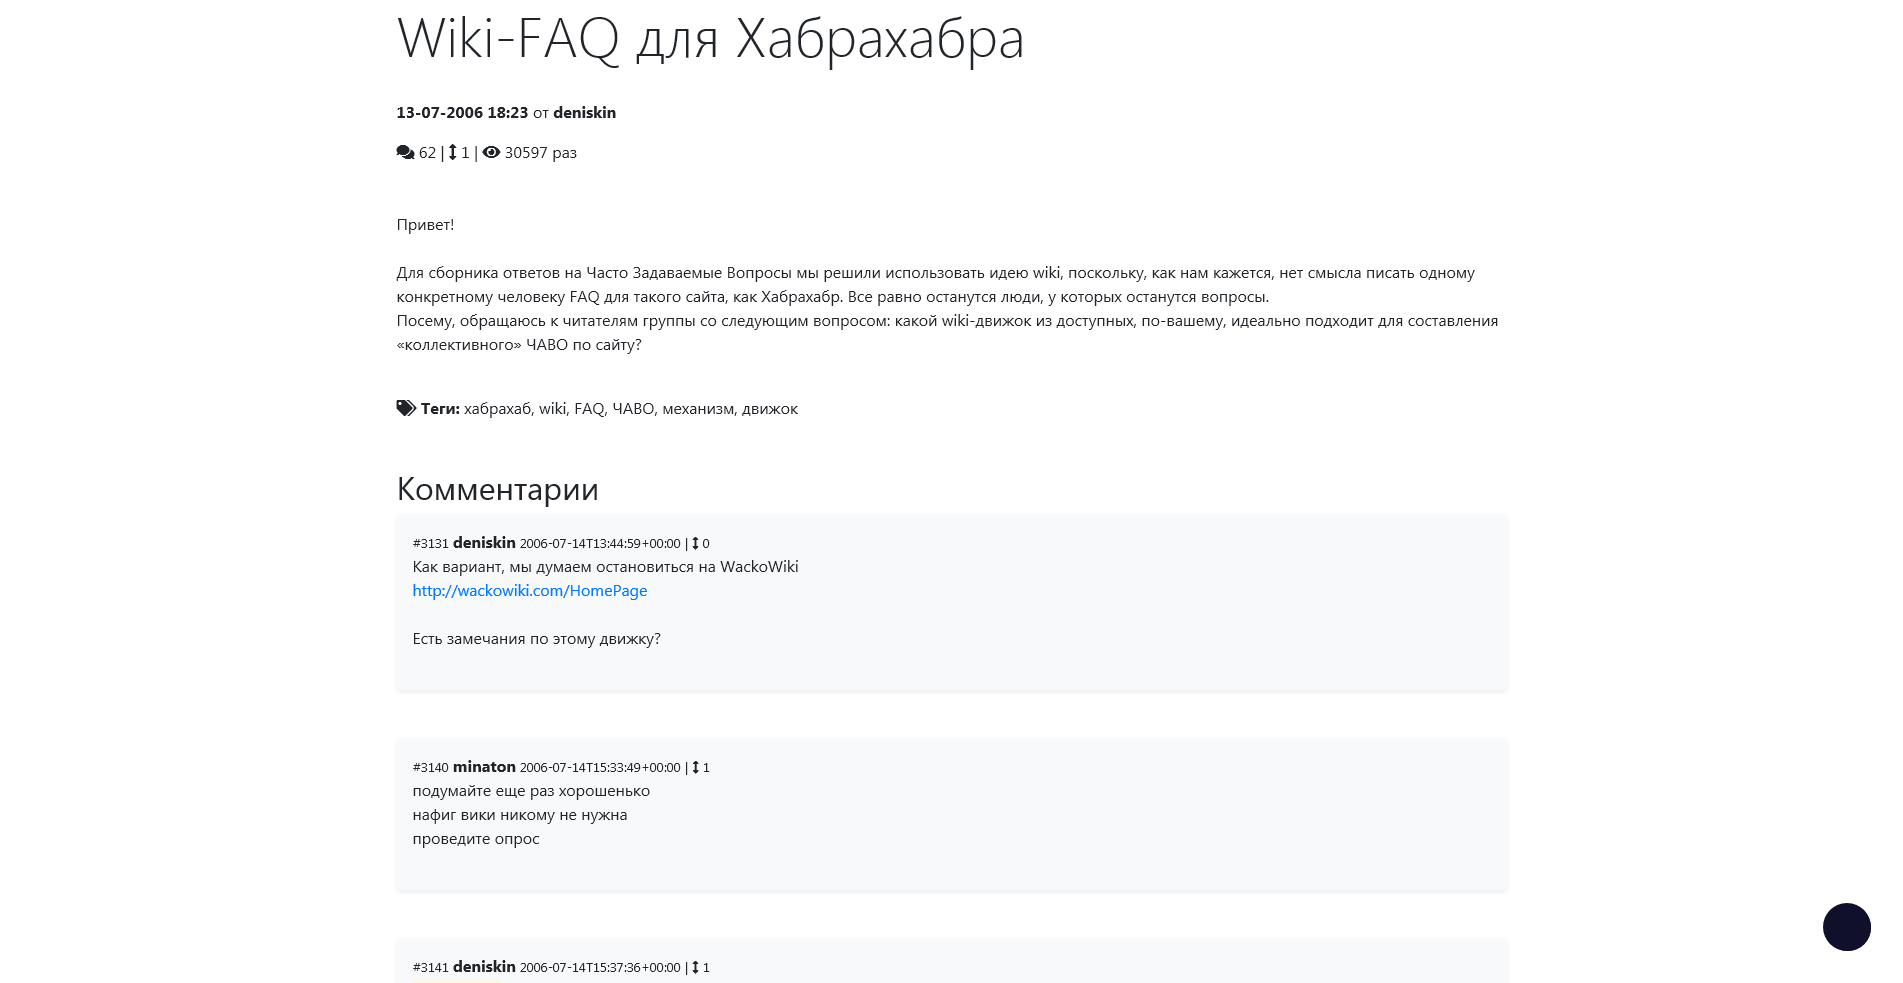 Wiki-FAQ для Хабрахабра
13-07-2006 18:23 от deniskin
62 | 1 | 30597 раз
Привет!
Для сборника ответов на Часто Задаваемые Вопросы мы решили использовать идею wiki, поскольку, как нам кажется, нет смысла писать одному
конкретному человеку FAQ для такого сайта, как Хабрахабр. Все равно останутся люди, у которых останутся вопросы.
Посему, обращаюсь к читателям группы со следующим вопросом: какой wiki-движок из доступных, по-вашему, идеально подходит для составления
«коллективного» ЧАВО по сайту?
Теги: хабрахаб, wiki, FAQ, ЧАВО, механизм, движок
Комментарии
#3131 deniskin 2006-07-14T13:44:59+00:00 | 0
Как вариант, мы думаем остановиться на WackoWiki
http://wackowiki.com/HomePage
Есть замечания по этому движку?
#3140 minaton 2006-07-14T15:33:49+00:00 | 1
подумайте еще раз хорошенько
нафиг вики никому не нужна
проведите опрос
#3141 deniskin 2006-07-14T15:37:36+00:00 | 1